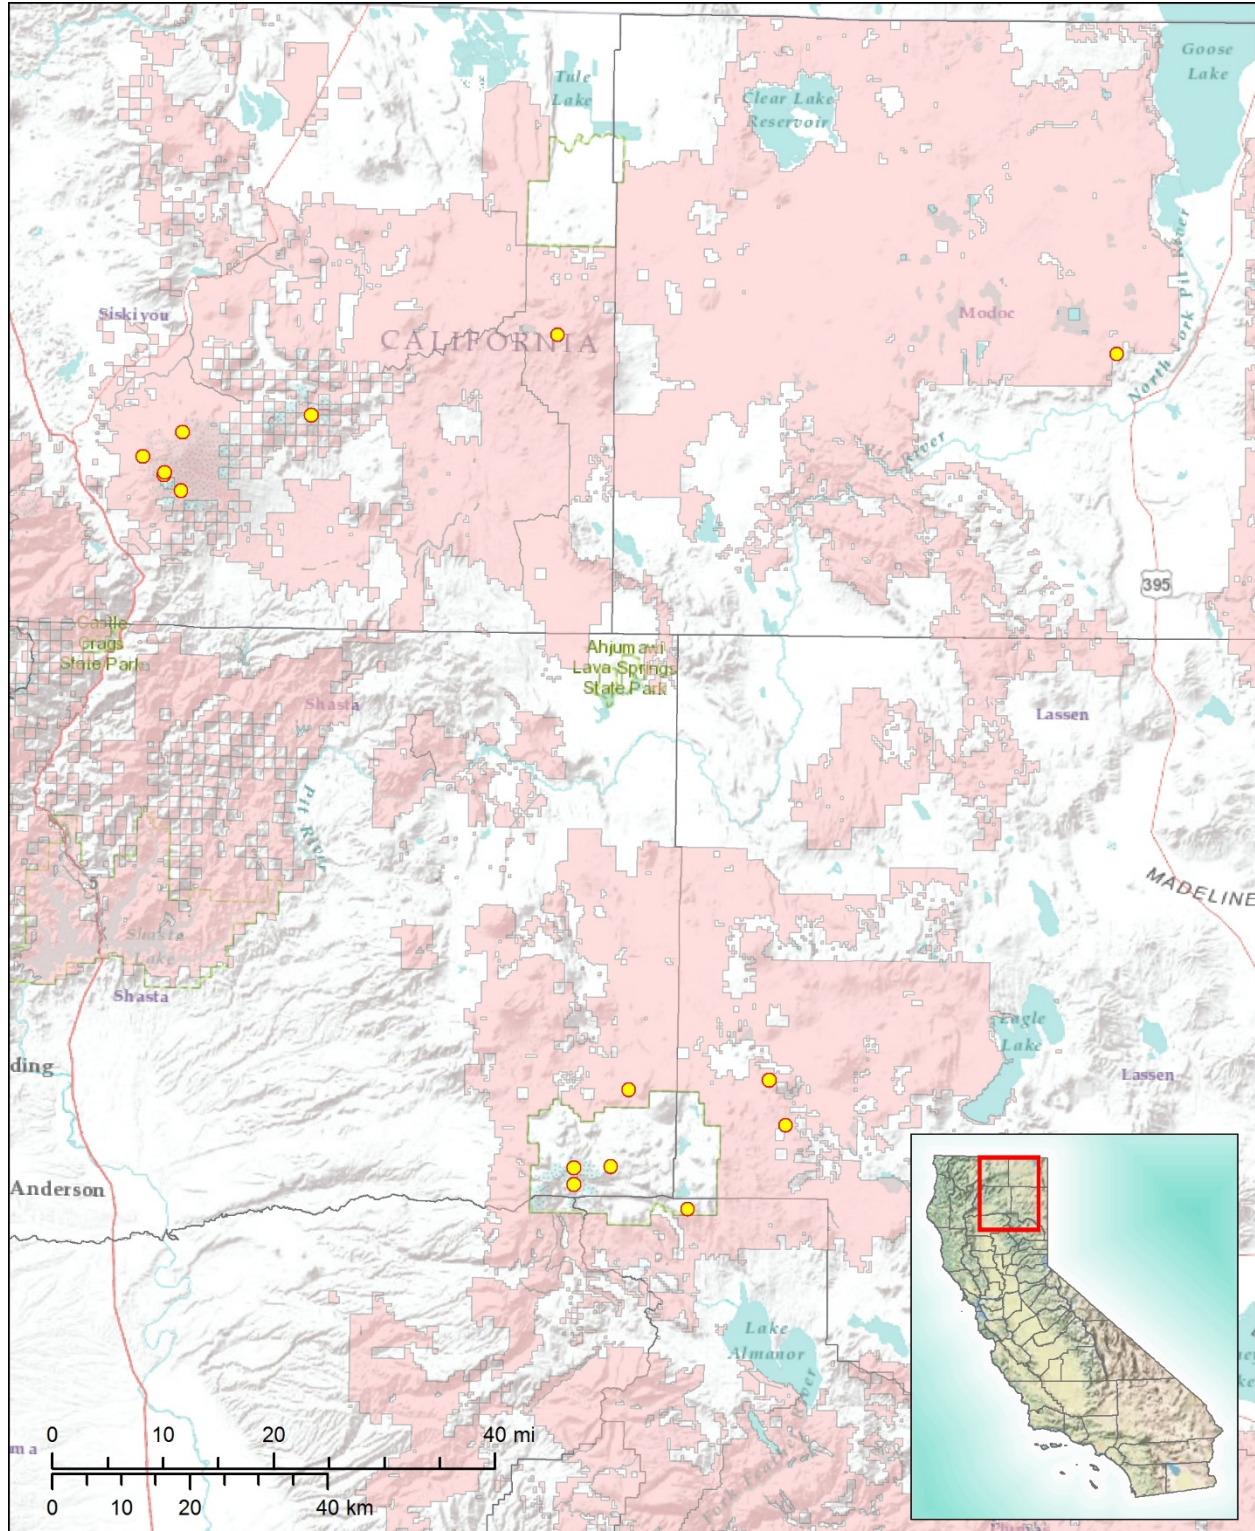 Goose
Lake
Tule
Lake
Clear Lake
Reservoir
North Fork Pit River
Siskiyou
CALIFORNIA
Modoc
Pit River
395
Castle
Crags
State Park
Ahjumawi
Lava Springs
State Park
Shasta
Lassen
Pit River
5
MADELINE
Shasta
Lake
Shasta
Eagle
Lake
ding
Lassen
Anderson
Lake
Almanor
0 10 20 40 mi
ma
0 10 20 40 km